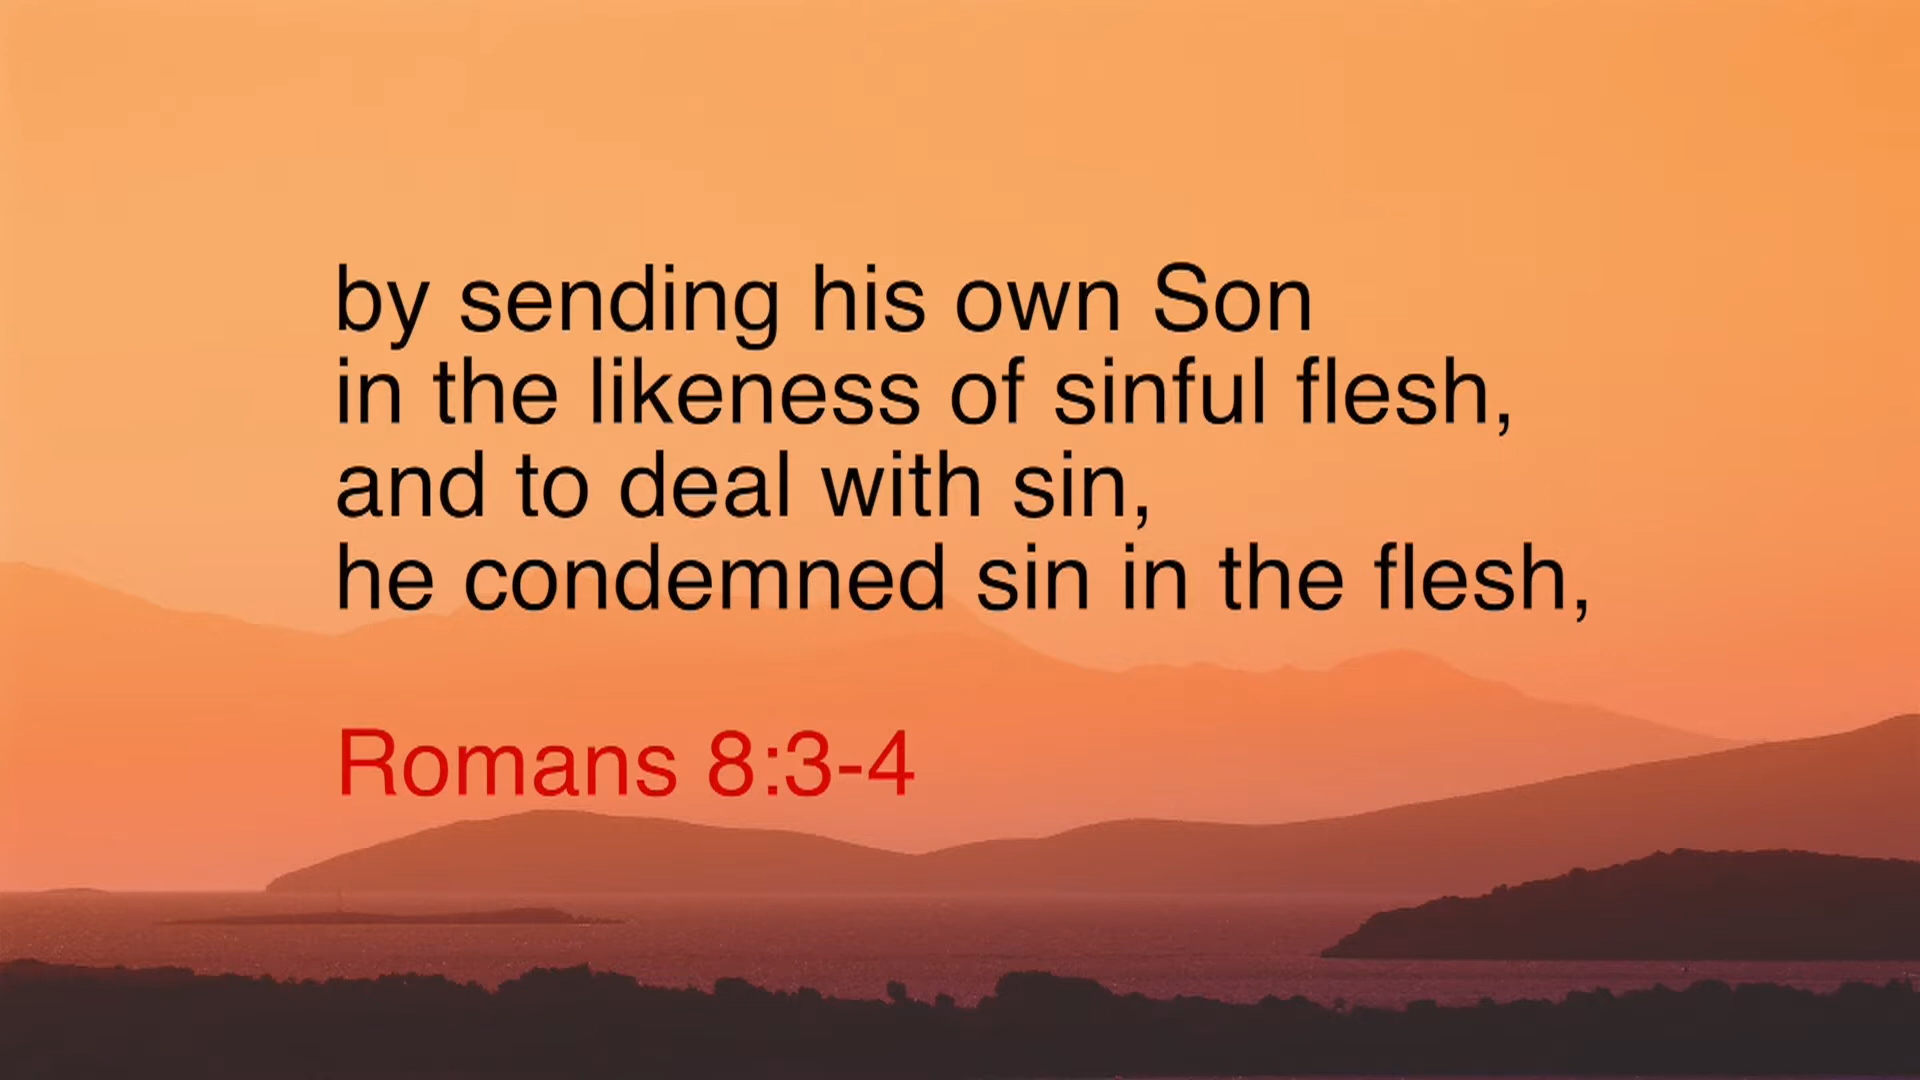 by sending his own Son
in the likeness of sinful flesh,
and to deal with sin,
he condemned sin in the flesh,
Romans 8:3-4